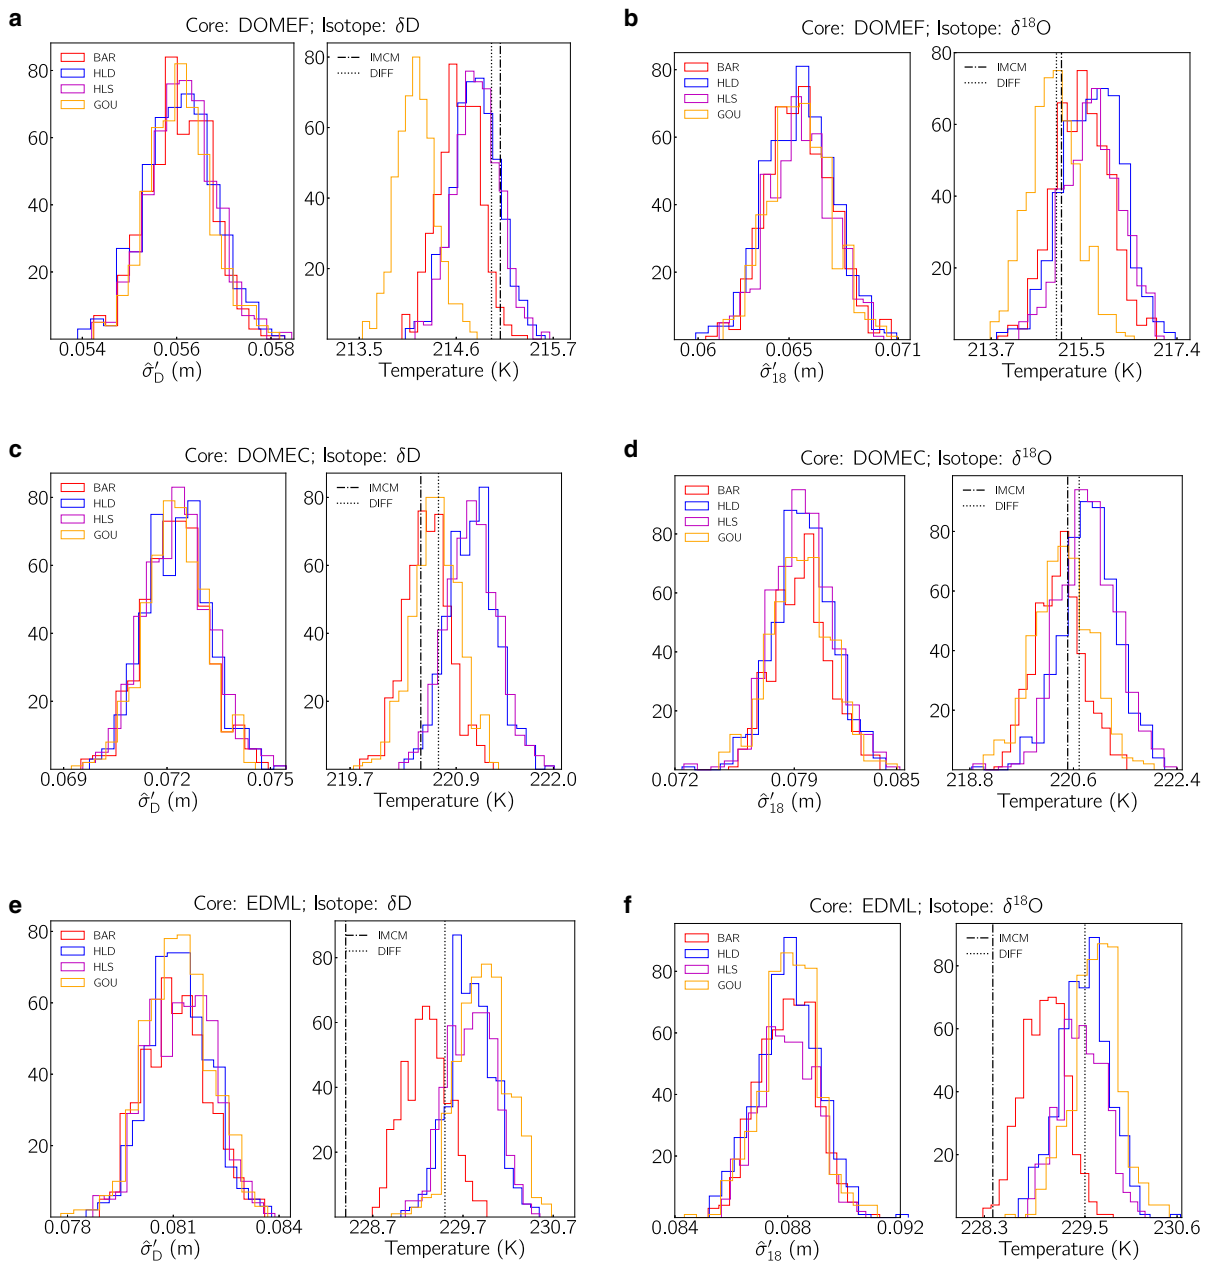 a
Core: DOMEF; Isotope: δD
80
60
40
20
BAR
HLD
HLS
GOU
0.054
0.056
0.058
σ̂′D (m)
80
60
40
20
IMCM
DIFF
213.5
214.6
215.7
Temperature (K)
b
Core: DOMEF; Isotope: δ¹⁸O
80
60
40
20
BAR
HLD
HLS
GOU
0.06
0.065
0.071
σ̂′18 (m)
80
60
40
20
IMCM
DIFF
213.7
215.5
217.4
Temperature (K)
c
Core: DOMEC; Isotope: δD
80
60
40
20
BAR
HLD
HLS
GOU
0.069
0.072
0.075
σ̂′D (m)
80
60
40
20
IMCM
DIFF
219.7
220.9
222.0
Temperature (K)
d
Core: DOMEC; Isotope: δ¹⁸O
80
60
40
20
BAR
HLD
HLS
GOU
0.072
0.079
0.085
σ̂′18 (m)
80
60
40
20
IMCM
DIFF
218.8
220.6
222.4
Temperature (K)
e
Core: EDML; Isotope: δD
80
60
40
20
BAR
HLD
HLS
GOU
0.078
0.081
0.084
σ̂′D (m)
80
60
40
20
IMCM
DIFF
228.7
229.7
230.7
Temperature (K)
f
Core: EDML; Isotope: δ¹⁸O
80
60
40
20
BAR
HLD
HLS
GOU
0.084
0.088
0.092
σ̂′18 (m)
80
60
40
20
IMCM
DIFF
228.3
229.5
230.6
Temperature (K)